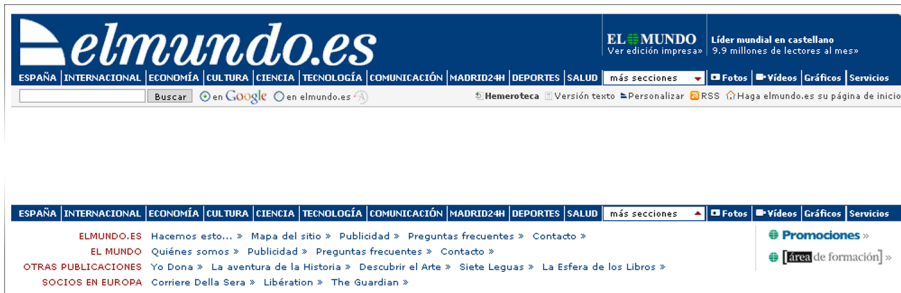 elmundo.es
EL MUNDO
Ver edición impresa»
Líder mundial en castellano
9.9 millones de lectores al mes»
ESPAÑA INTERNACIONAL ECONOMÍA CULTURA CIENCIA TECNOLOGÍA COMUNICACIÓN MADRID24H DEPORTES SALUD más secciones Fotos Vídeos Gráficos Servicios
Buscar en Google en elmundo.es Hemeroteca Versión texto Personalizar RSS Haga elmundo.es su página de inicio
ESPAÑA INTERNACIONAL ECONOMÍA CULTURA CIENCIA TECNOLOGÍA COMUNICACIÓN MADRID24H DEPORTES SALUD más secciones Fotos Vídeos Gráficos Servicios
ELMUNDO.ES Hacemos esto... » Mapa del sitio » Publicidad » Preguntas frecuentes » Contacto »
EL MUNDO Quiénes somos » Publicidad » Preguntas frecuentes » Contacto »
OTRAS PUBLICACIONES Yo Dona » La aventura de la Historia » Descubrir el Arte » Siete Leguas » La Esfera de los Libros »
SOCIOS EN EUROPA Corriere Della Sera » Libération » The Guardian »
Promociones »
[área de formación] »